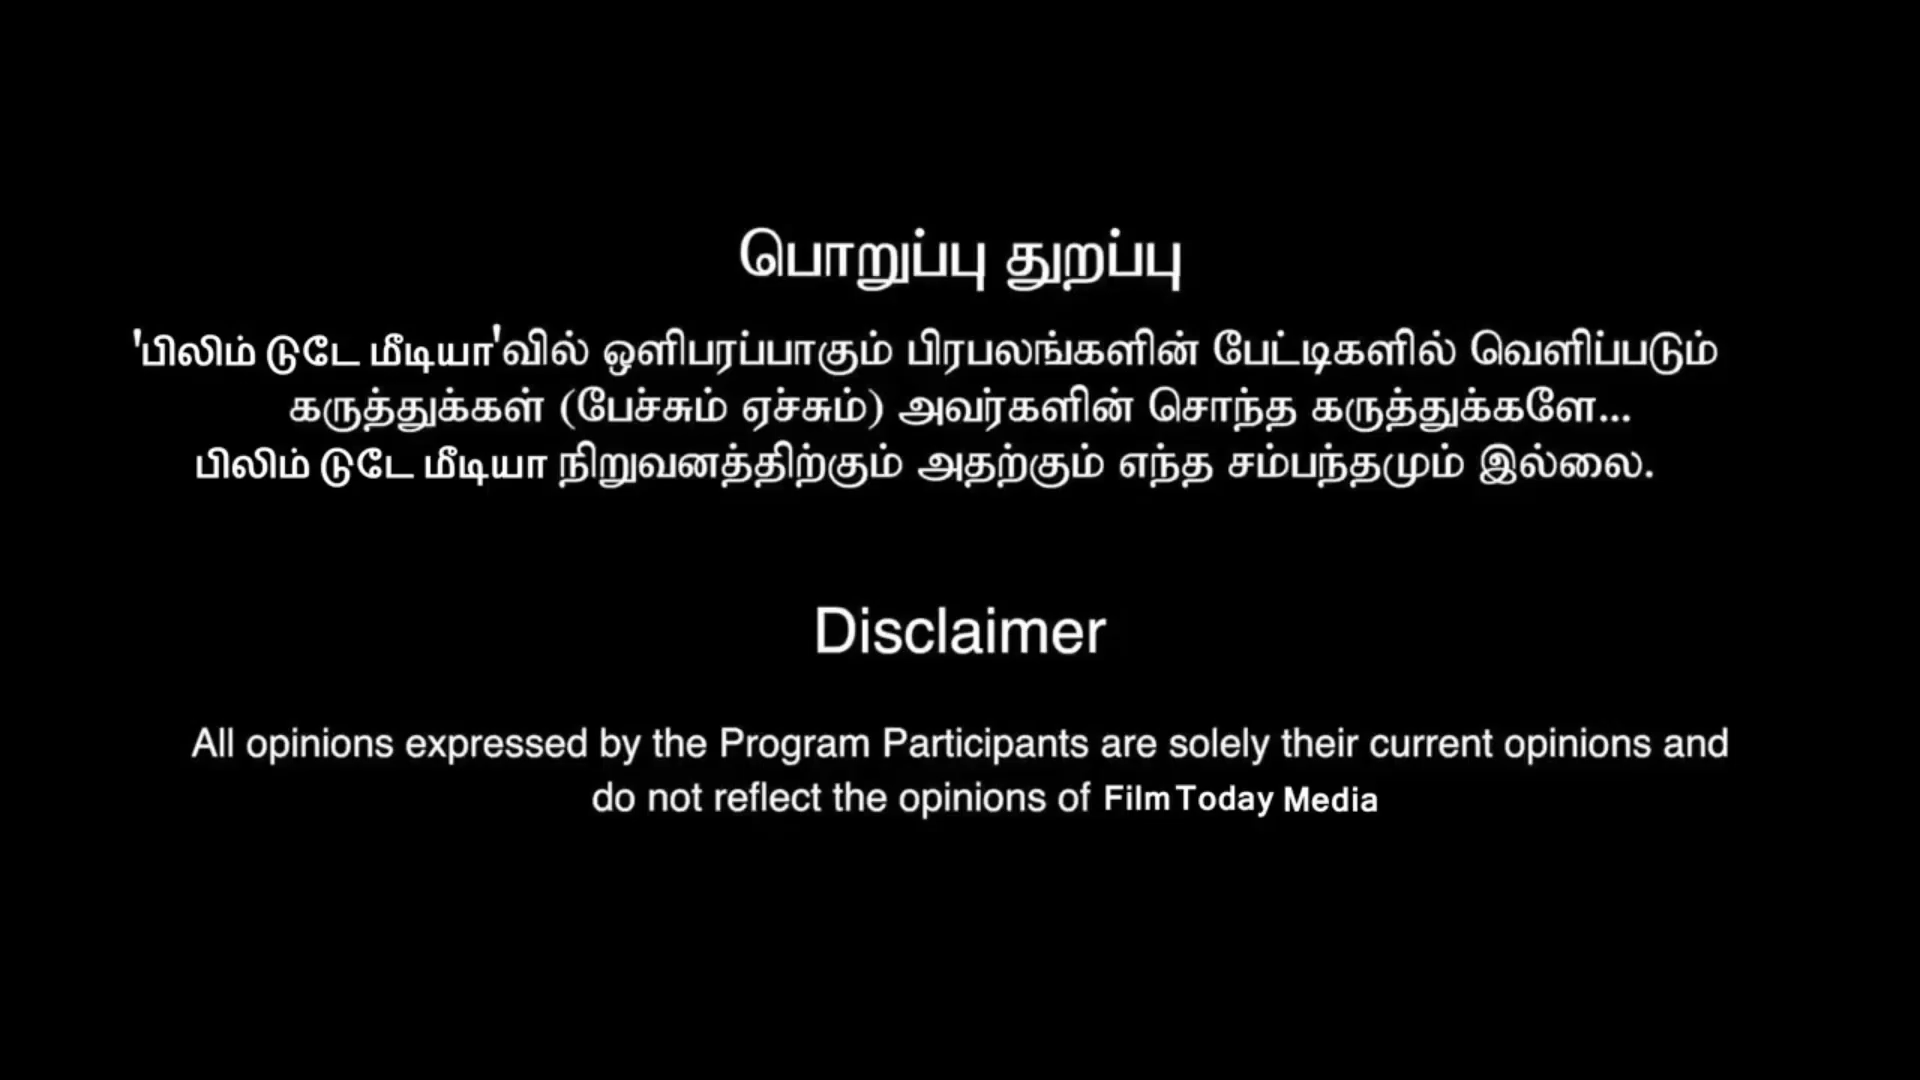 பொறுப்பு துறப்பு
'பிலிம் டுடே மீடியா'வில் ஒளிபரப்பாகும் பிரபலங்களின் பேட்டிகளில் வெளிப்படும்
கருத்துக்கள் (பேச்சும் ஏச்சும்) அவர்களின் சொந்த கருத்துக்களே...
பிலிம் டுடே மீடியா நிறுவனத்திற்கும் அதற்கும் எந்த சம்பந்தமும் இல்லை.
Disclaimer
All opinions expressed by the Program Participants are solely their current opinions and
do not reflect the opinions of Film Today Media